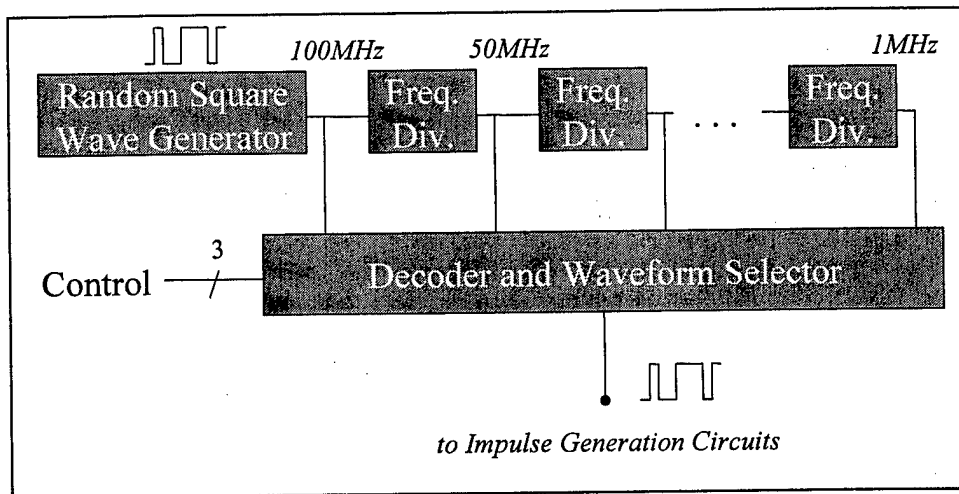 100MHz
50MHz
1MHz
Random Square
Wave Generator
Freq.
Div.
Freq.
Div.
. . .
Freq.
Div.
3
Control
Decoder and Waveform Selector
to Impulse Generation Circuits